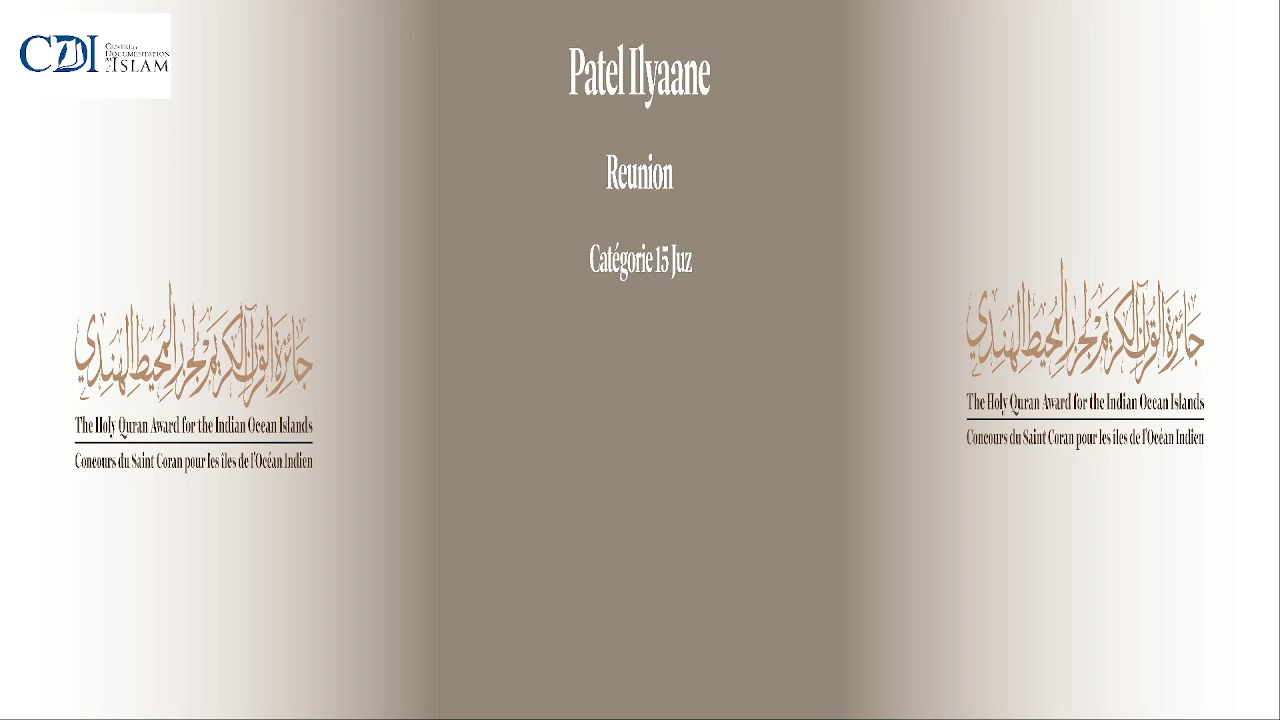 CDI
CENTRE DE
DOCUMENTATION
SUR L'ISLAM
Patel Ilyaane
Reunion
Catégorie 15 Juz
جائزة القرآن الكريم لجزر المحيط الهندي
The Holy Quran Award for the Indian Ocean Islands
Concours du Saint Coran pour les îles de l'Océan Indien
جائزة القرآن الكريم لجزر المحيط الهندي
The Holy Quran Award for the Indian Ocean Islands
Concours du Saint Coran pour les îles de l'Océan Indien